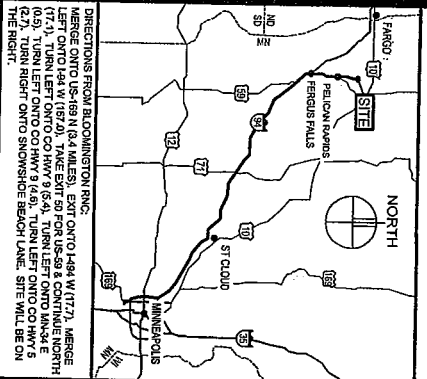 NORTH
FARGO
10
ND
SD
MN
SITE
PELICAN RAPIDS
FERGUS FALLS
59
94
12
71
10
ST CLOUD
169
169
35
MINNEAPOLIS
DIRECTIONS FROM BLOOMINGTON RNC:
MERGE ONTO US-169 N (3.4 MILES). EXIT ONTO I-494 W (17.7). MERGE
LEFT ONTO I-94 W (157.0). TAKE EXIT 50 FOR US-59 & CONTINUE NORTH
(17.1). TURN LEFT ONTO CO HWY 9 (5.4). TURN LEFT ONTO MN-34 E
(0.5). TURN LEFT ONTO CO HWY 9 (4.6). TURN LEFT ONTO CO HWY 5
(2.7). TURN RIGHT ONTO SNOWSHOE BEACH LANE. SITE WILL BE ON
THE RIGHT.